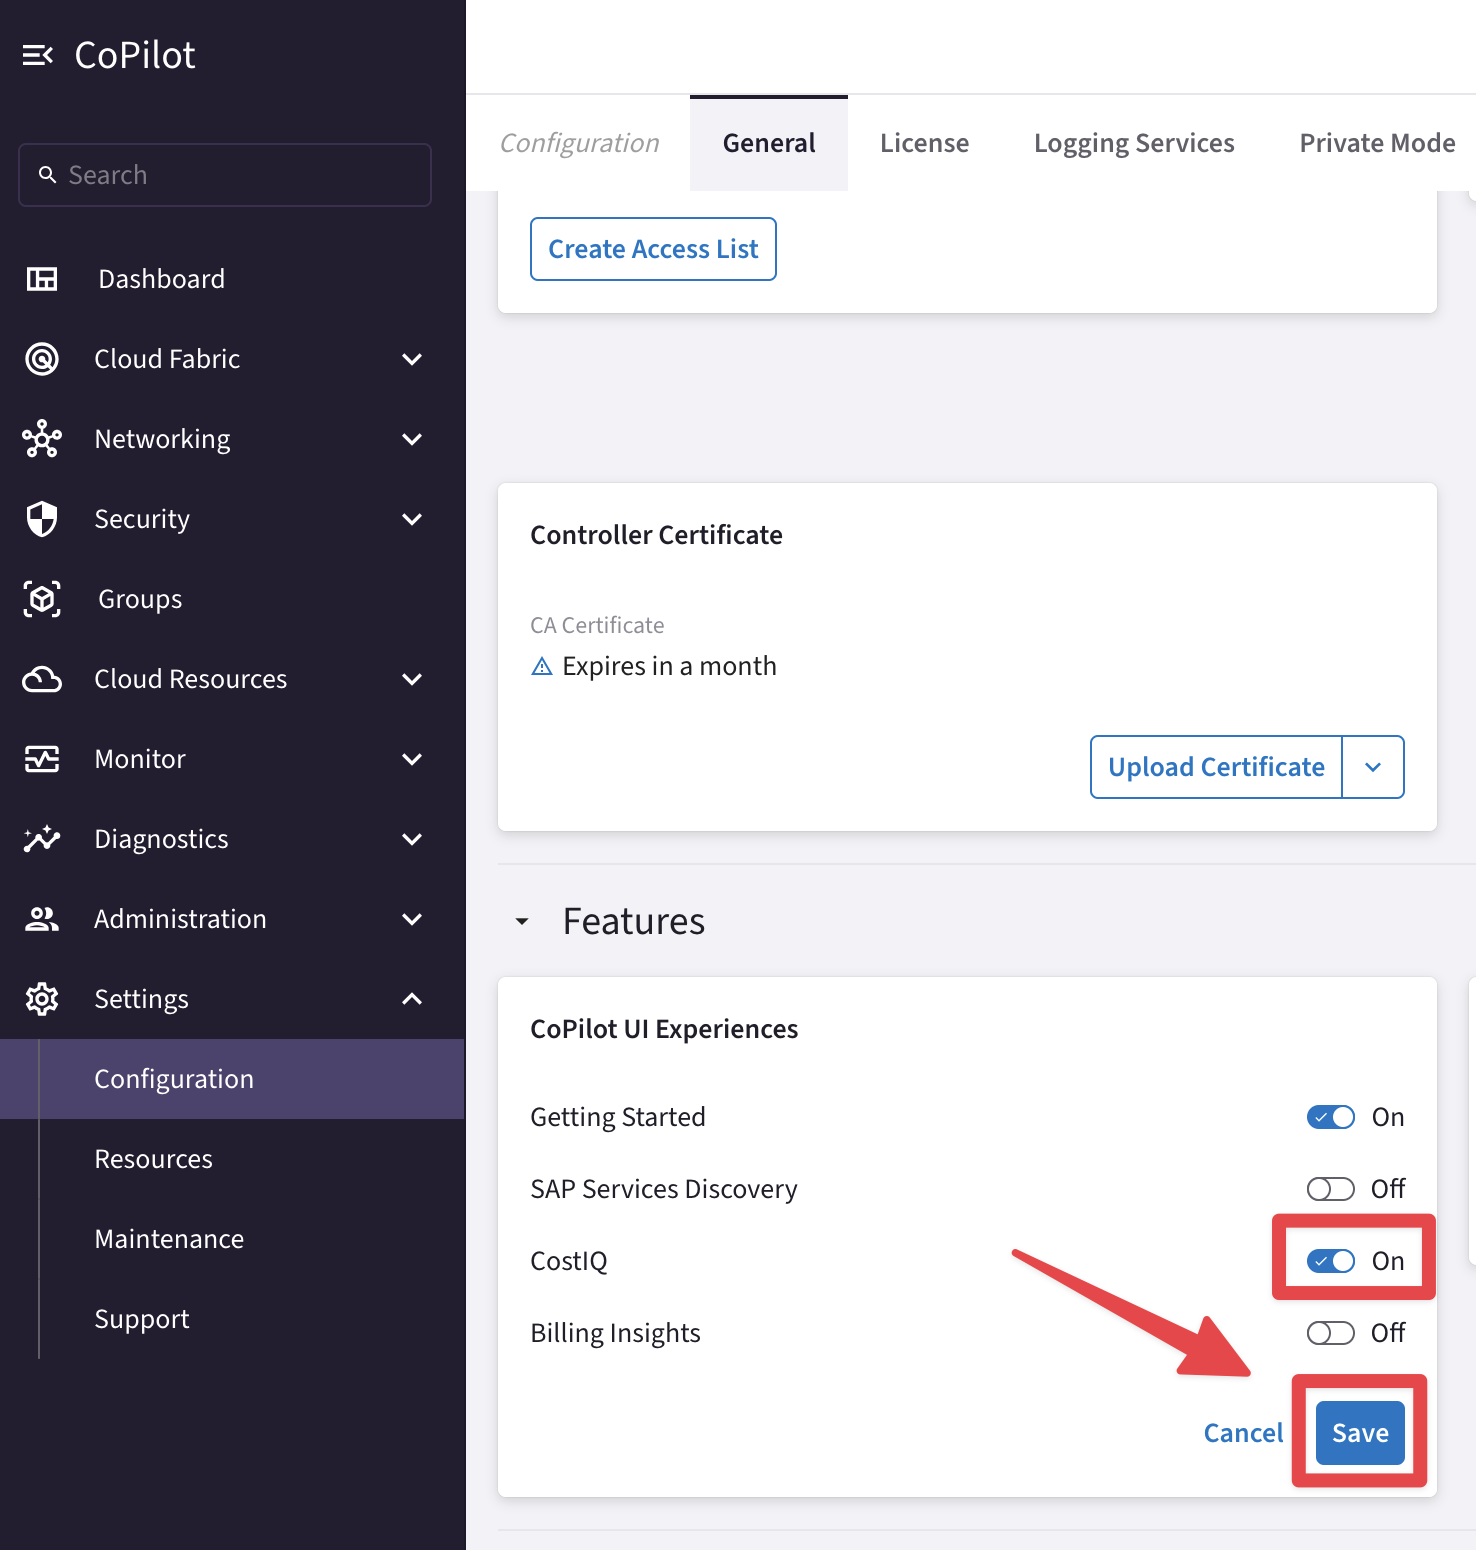 CoPilot
Search
Dashboard
Cloud Fabric
Networking
Security
Groups
Cloud Resources
Monitor
Diagnostics
Administration
Settings
Configuration
Resources
Maintenance
Support
Configuration General License Logging Services Private Mode
Create Access List
Controller Certificate
CA Certificate
Expires in a month
Upload Certificate
Features
CoPilot UI Experiences
Getting Started On
SAP Services Discovery Off
CostIQ On
Billing Insights Off
Cancel Save